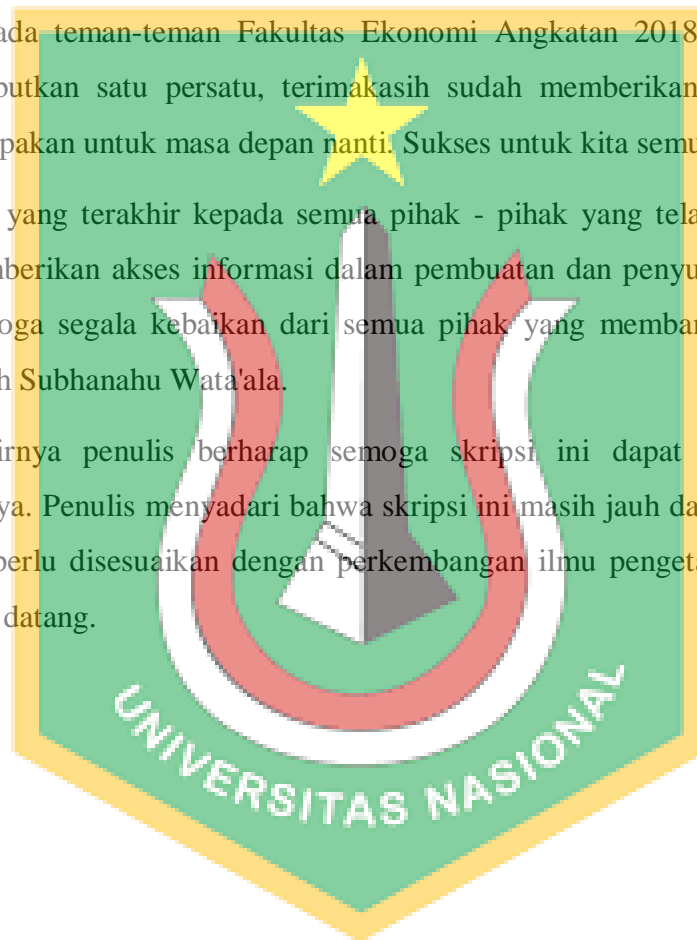 ada teman-teman Fakultas Ekonomi Angkatan 2018
butkan satu persatu, terimakasih sudah memberikan
pakan untuk masa depan nanti. Sukses untuk kita semu
yang terakhir kepada semua pihak - pihak yang tela
berikan akses informasi dalam pembuatan dan penyu
oga segala kebaikan dari semua pihak yang memban
h Subhanahu Wata'ala.
irnya penulis berharap semoga skripsi ini dapat
ya. Penulis menyadari bahwa skripsi ini masih jauh da
perlu disesuaikan dengan perkembangan ilmu penget
datang.
UNIVERSITAS NASIONAL